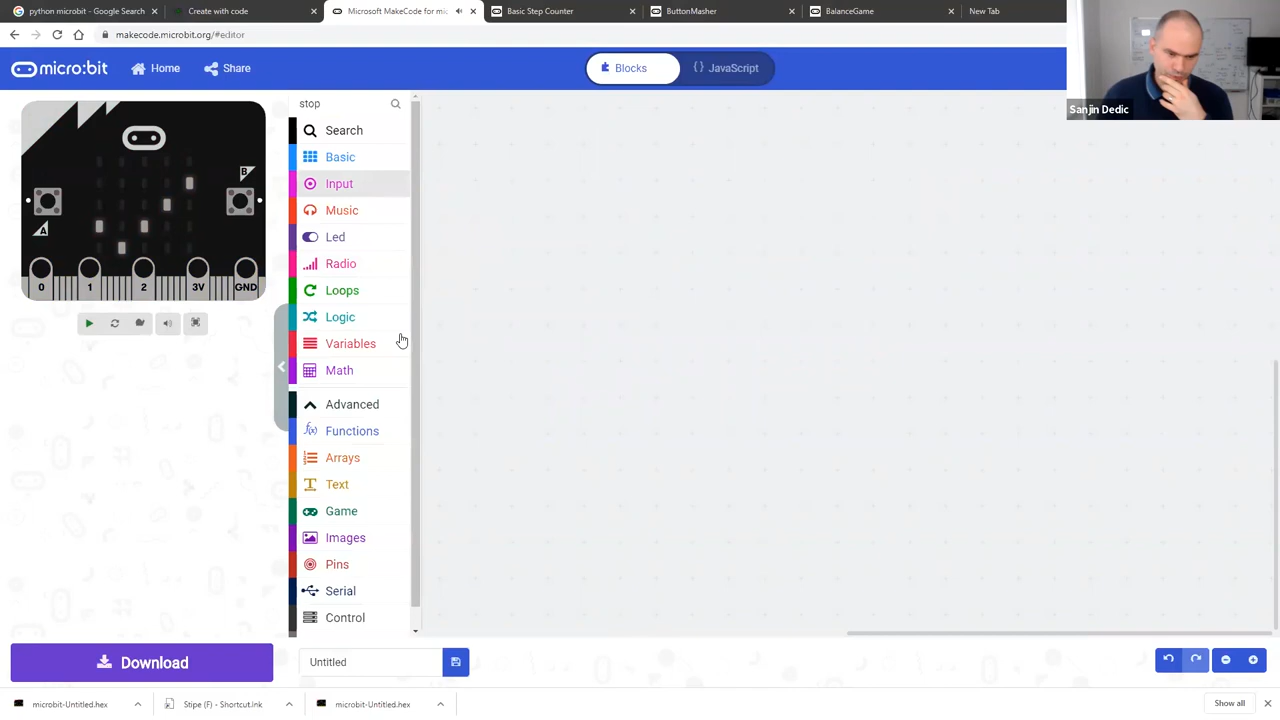 python microbit - Google Search
Create with code
Microsoft MakeCode for mic
Basic Step Counter
ButtonMasher
BalanceGame
New Tab
makecode.microbit.org/#editor
micro:bit
Home
Share
Blocks
{} JavaScript
Sanjin Dedic
stop
Search
Basic
Input
Music
Led
Radio
Loops
Logic
Variables
Math
Advanced
f(x) Functions
Arrays
Text
Game
Images
Pins
Serial
Control
A
B
0 1 2 3V GND
Download
Untitled
microbit-Untitled.hex
Stipe (F) - Shortcut.lnk
microbit-Untitled.hex
Show all